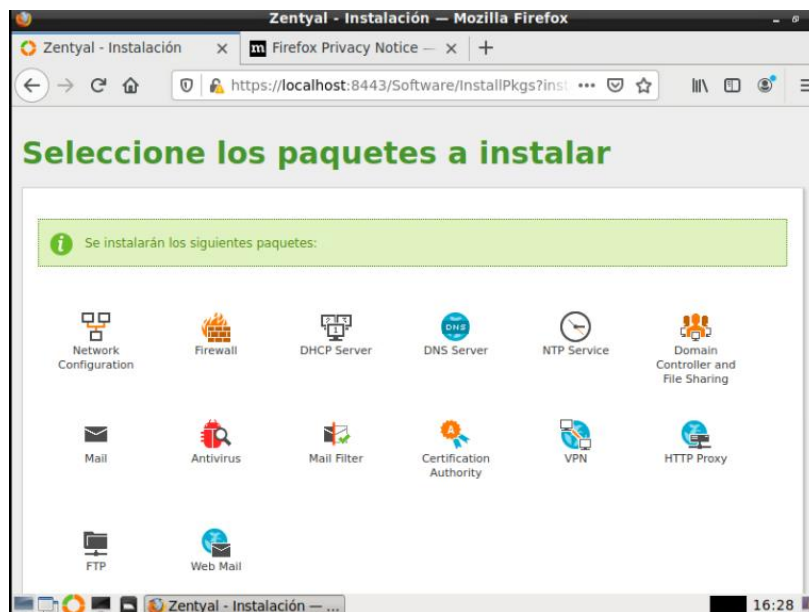 Zentyal - Instalación — Mozilla Firefox
Zentyal - Instalación
Firefox Privacy Notice —
https://localhost:8443/Software/InstallPkgs?inst
Seleccione los paquetes a instalar
Se instalarán los siguientes paquetes:
Network Configuration
Firewall
DHCP Server
DNS
DNS Server
NTP Service
Domain Controller and File Sharing
Mail
Antivirus
Mail Filter
A
Certification Authority
VPN
HTTP Proxy
FTP
Web Mail
Zentyal - Instalación — ...
16:28